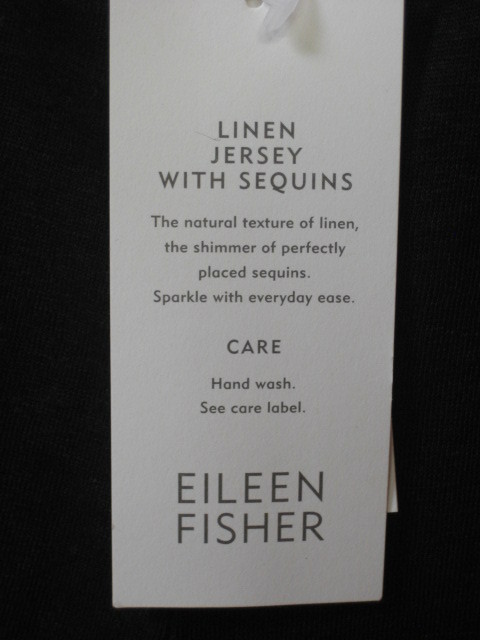 LINEN
JERSEY
WITH SEQUINS
The natural texture of linen,
the shimmer of perfectly
placed sequins.
Sparkle with everyday ease.
CARE
Hand wash.
See care label.
EILEEN
FISHER